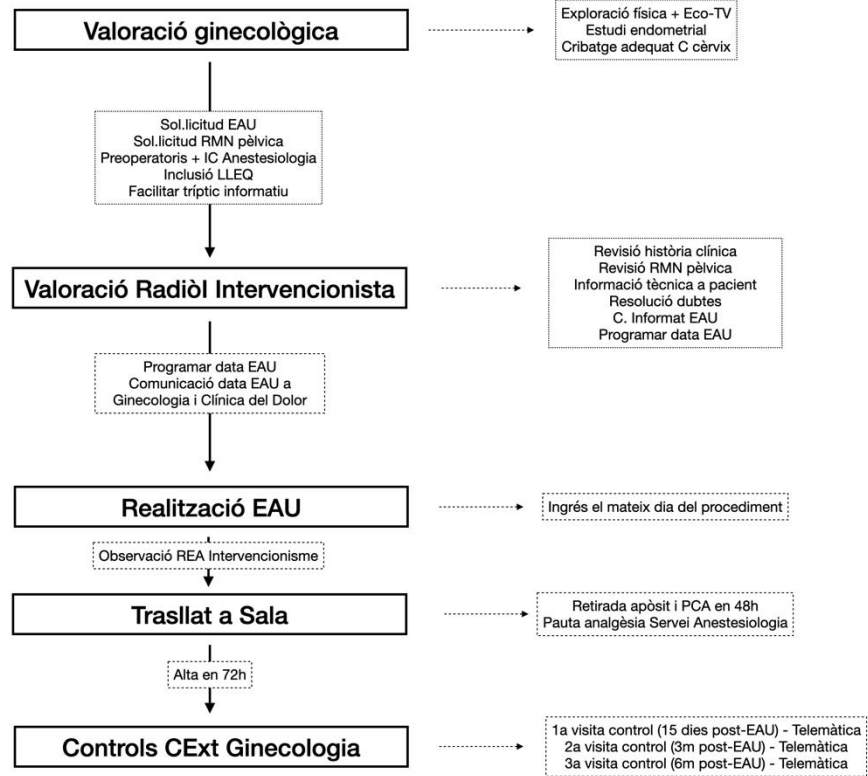 Valoració ginecològica
Exploració física + Eco-TV
Estudi endometrial
Cribatge adequat C cèrvix
Sol.licitud EAU
Sol.licitud RMN pèlvica
Preoperatoris + IC Anestesiologia
Inclusió LLEQ
Facilitar tríptic informatiu
Valoració Radiòl Intervencionista
Revisió història clínica
Revisió RMN pèlvica
Informació tècnica a pacient
Resolució dubtes
C. Informat EAU
Programar data EAU
Programar data EAU
Comunicació data EAU a
Ginecologia i Clínica del Dolor
Realització EAU
Ingrés el mateix dia del procediment
Observació REA Intervencionisme
Trasllat a Sala
Retirada apòsit i PCA en 48h
Pauta analgèsia Servei Anestesiologia
Alta en 72h
Controls CExt Ginecologia
1a visita control (15 dies post-EAU) - Telemàtica
2a visita control (3m post-EAU) - Telemàtica
3a visita control (6m post-EAU) - Telemàtica